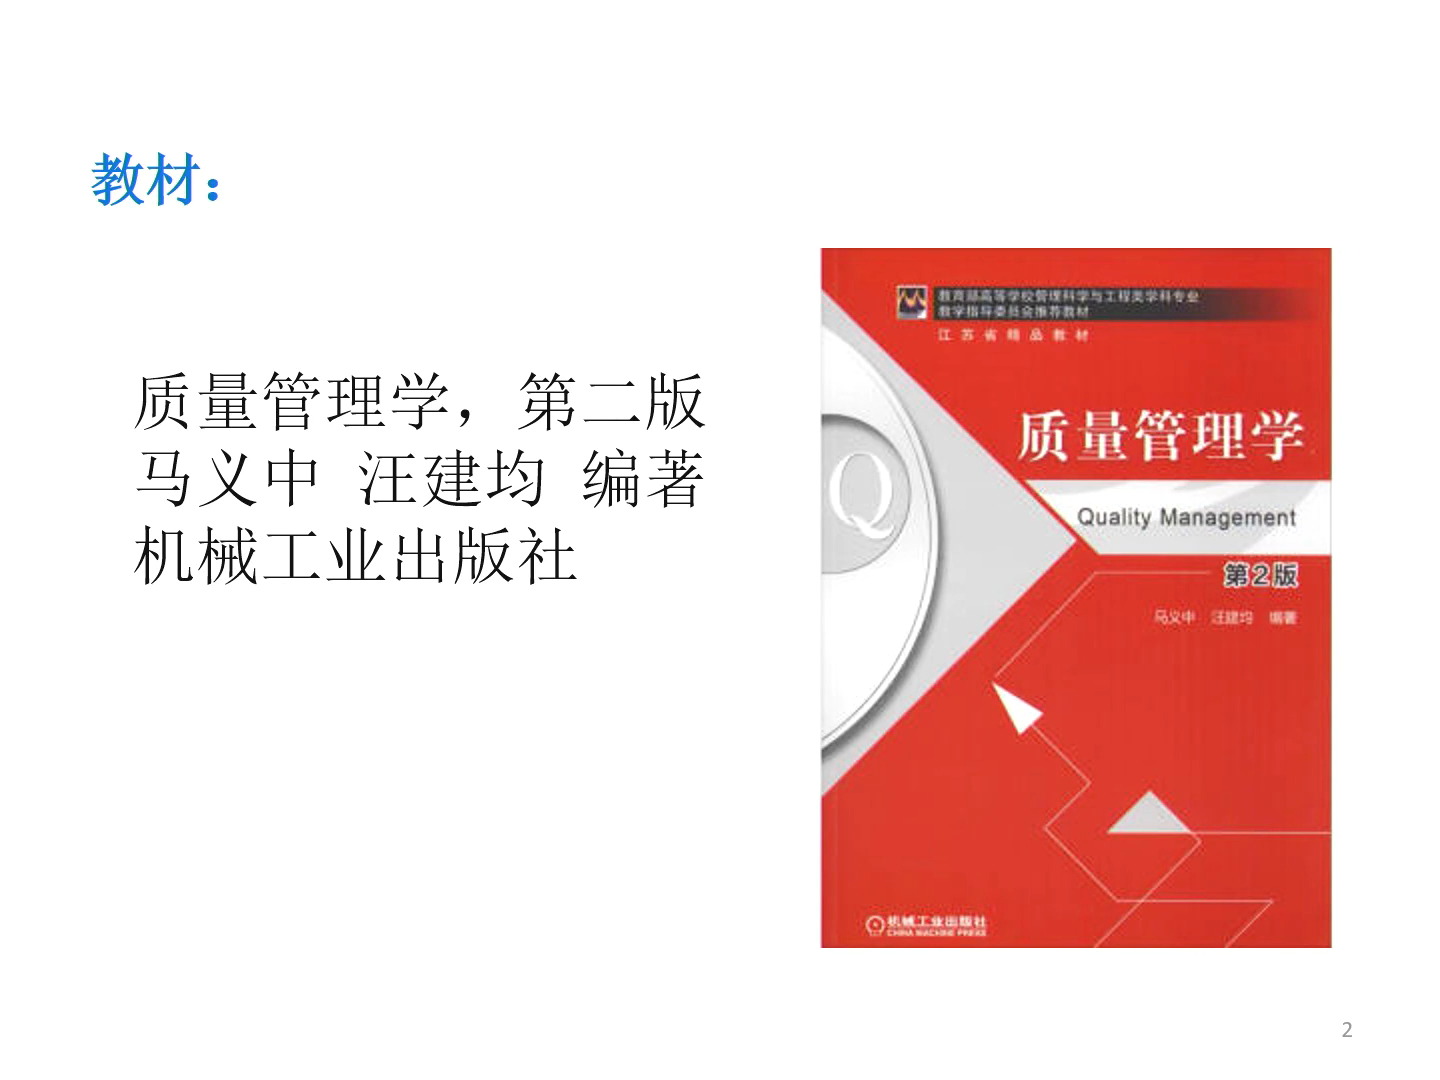 教材：
质量管理学，第二版
马义中 汪建均 编著
机械工业出版社
教育部高等学校管理科学与工程类学科专业
教学指导委员会推荐教材
江苏省精品教材
质量管理学
Q
Quality Management
第2版
马义中 汪建均 编著
机械工业出版社
CHINA MACHINE PRESS
2